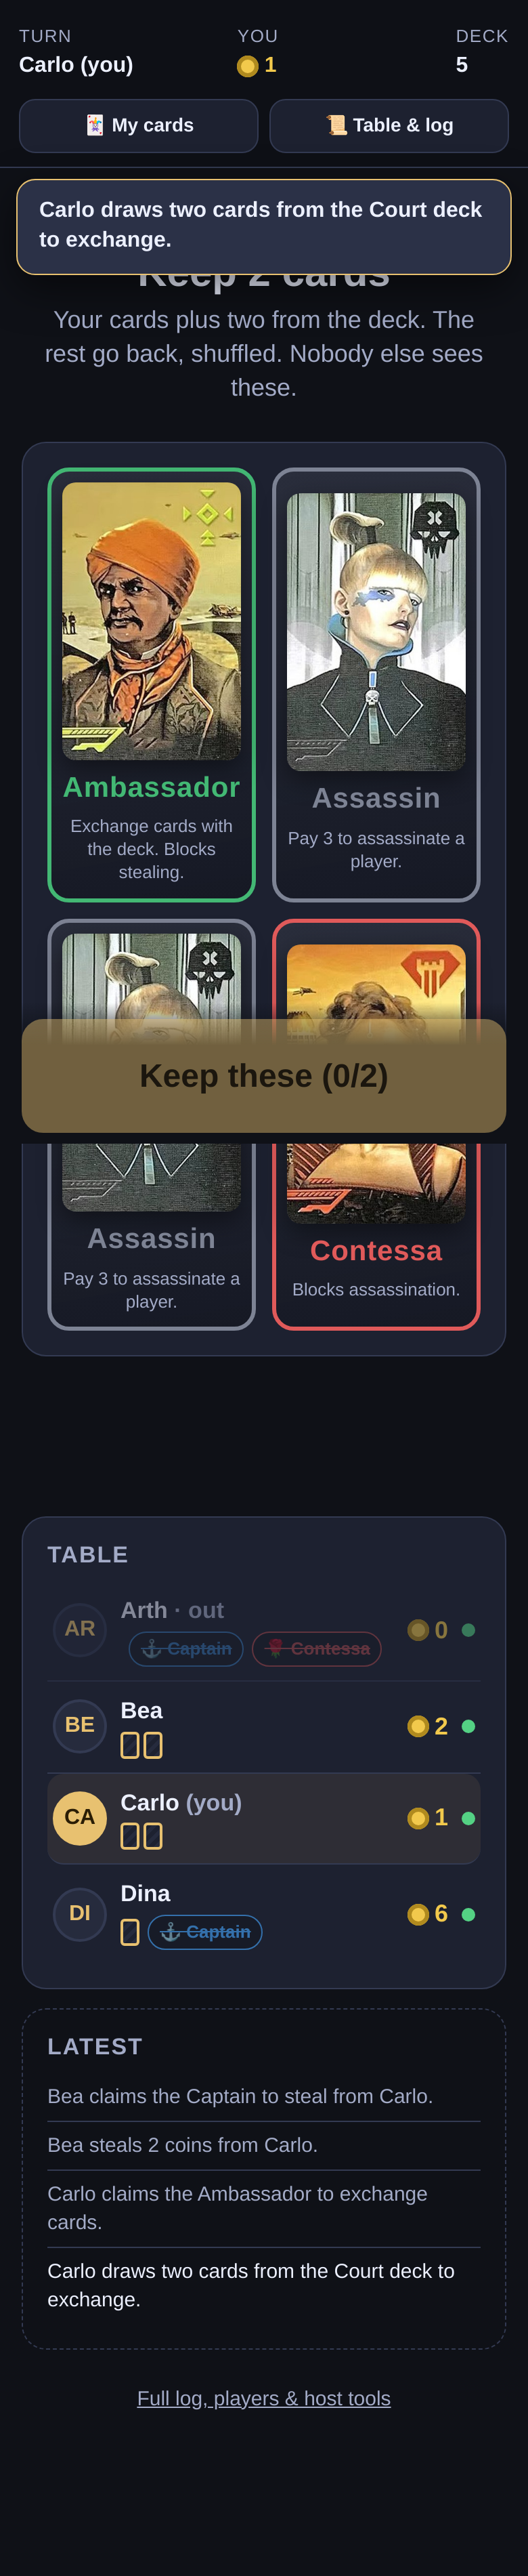 TURN
YOU
DECK
Carlo (you)
1
5
🃏 My cards
📜 Table & log
Carlo draws two cards from the Court deck
to exchange.
Keep 2 cards
Your cards plus two from the deck. The
rest go back, shuffled. Nobody else sees
these.
Ambassador
Exchange cards with
the deck. Blocks
stealing.
Assassin
Pay 3 to assassinate a
player.
Keep these (0/2)
Assassin
Pay 3 to assassinate a
player.
Contessa
Blocks assassination.
TABLE
AR
Arth · out
⚓ Captain
🌹 Contessa
0
BE
Bea
2
CA
Carlo (you)
1
DI
Dina
⚓ Captain
6
LATEST
Bea claims the Captain to steal from Carlo.
Bea steals 2 coins from Carlo.
Carlo claims the Ambassador to exchange
cards.
Carlo draws two cards from the Court deck to
exchange.
Full log, players & host tools